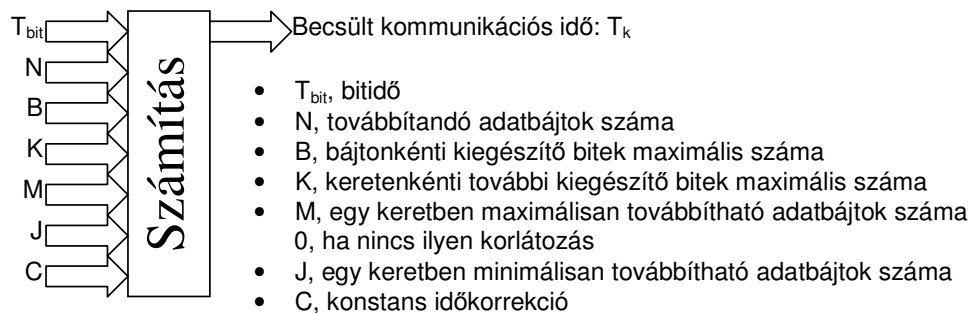 T_bit
N
B
K
M
J
C
Számítás
Becsült kommunikációs idő: T_k
• T_bit, bitidő
• N, továbbítandó adatbájtok száma
• B, bájtonkénti kiegészítő bitek maximális száma
• K, keretenkénti további kiegészítő bitek maximális száma
• M, egy keretben maximálisan továbbítható adatbájtok száma
0, ha nincs ilyen korlátozás
• J, egy keretben minimálisan továbbítható adatbájtok száma
• C, konstans időkorrekció